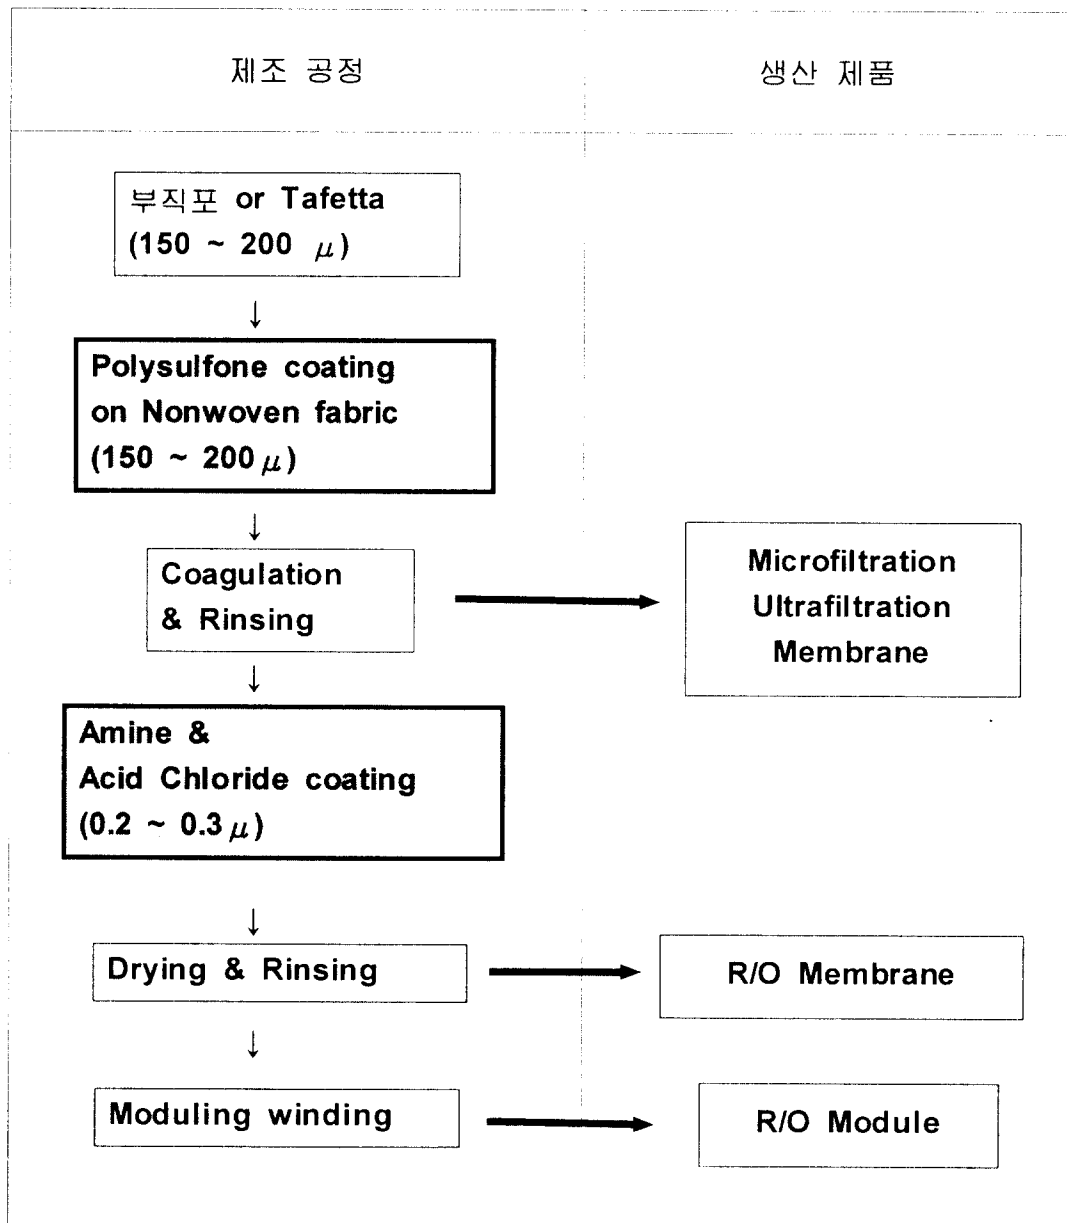 제조 공정
생산 제품
부직포 or Tafetta
(150 ~ 200 μ)
↓
Polysulfone coating
on Nonwoven fabric
(150 ~ 200μ)
↓
Coagulation
& Rinsing
Microfiltration
Ultrafiltration
Membrane
↓
Amine &
Acid Chloride coating
(0.2 ~ 0.3μ)
↓
Drying & Rinsing
R/O Membrane
↓
Moduling winding
R/O Module